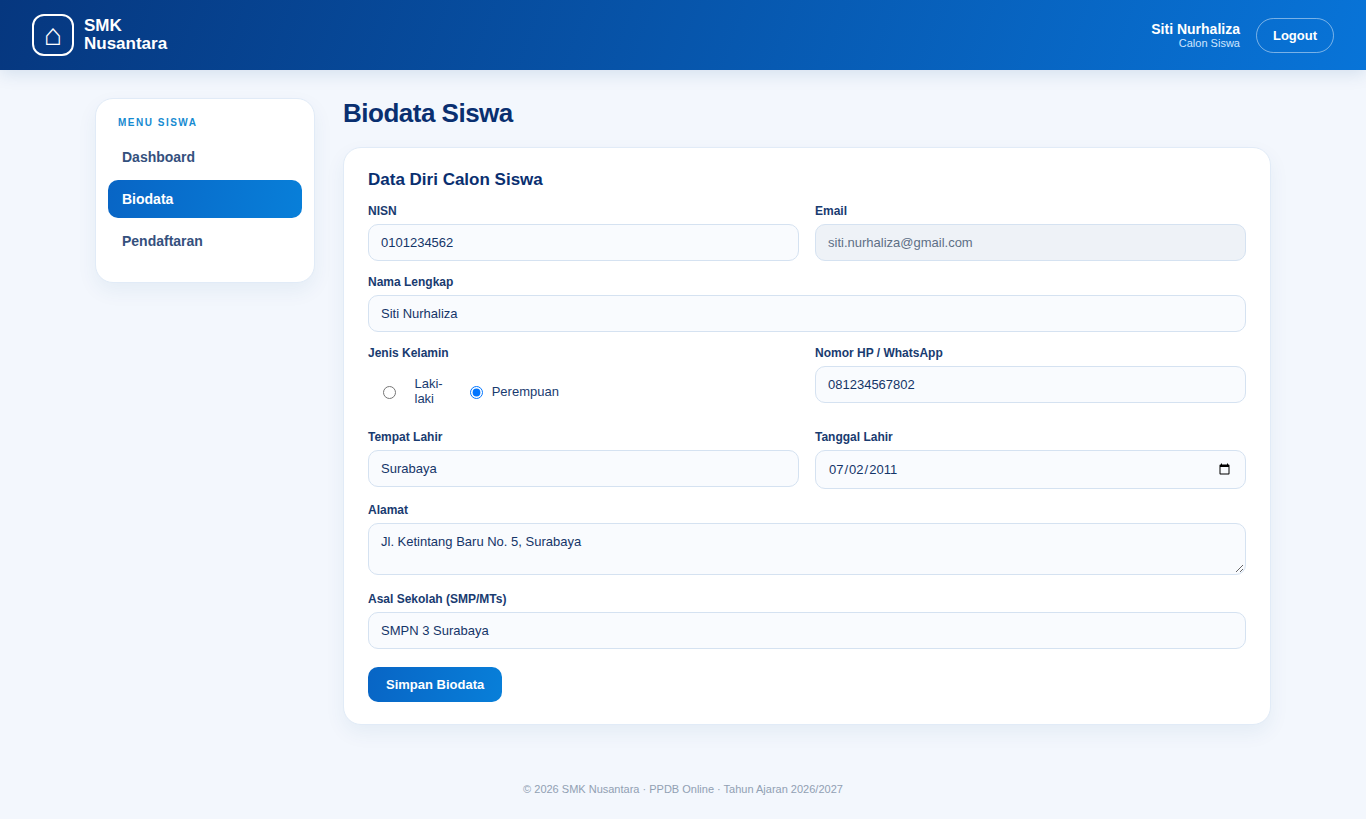 SMK
Nusantara
Siti Nurhaliza
Calon Siswa
Logout
MENU SISWA
Dashboard
Biodata
Pendaftaran
Biodata Siswa
Data Diri Calon Siswa
NISN
Email
0101234562
siti.nurhaliza@gmail.com
Nama Lengkap
Siti Nurhaliza
Jenis Kelamin
Nomor HP / WhatsApp
Laki-
laki
Perempuan
081234567802
Tempat Lahir
Tanggal Lahir
Surabaya
07/02/2011
Alamat
Jl. Ketintang Baru No. 5, Surabaya
Asal Sekolah (SMP/MTs)
SMPN 3 Surabaya
Simpan Biodata
© 2026 SMK Nusantara · PPDB Online · Tahun Ajaran 2026/2027